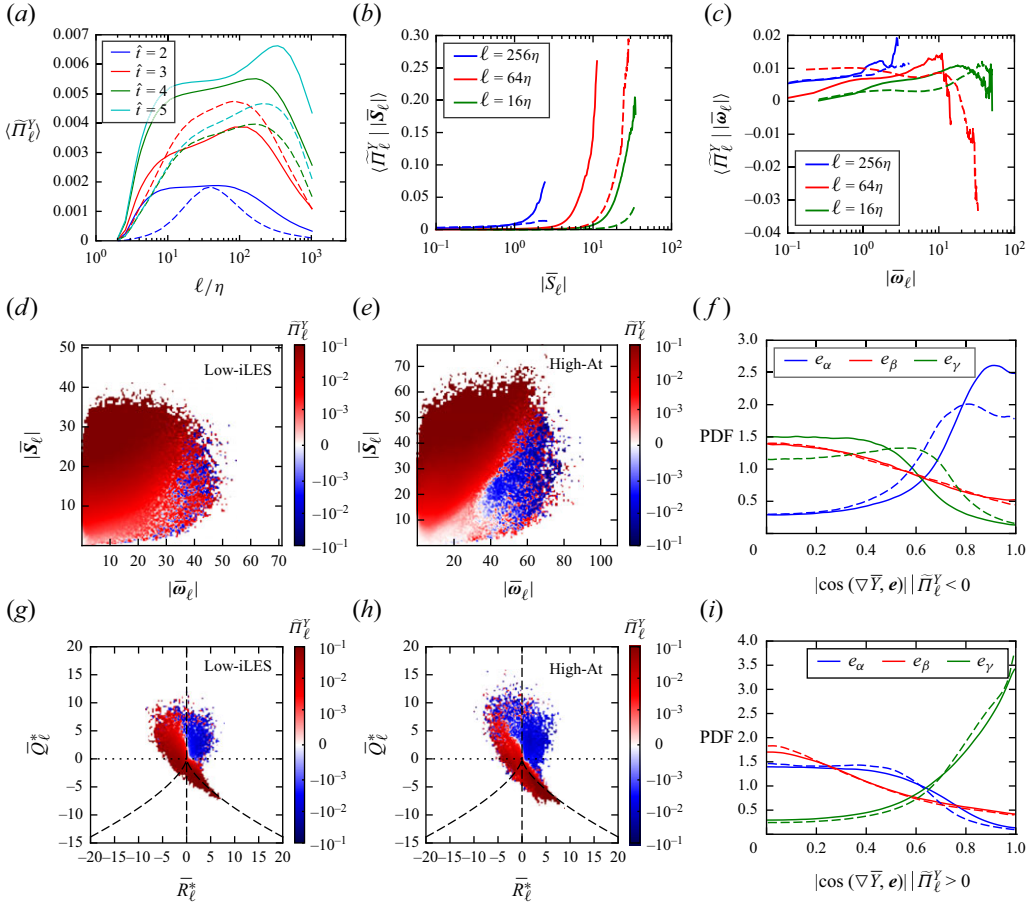 (a)
0.007
0.006
0.005
0.004
0.003
0.002
0.001
0
10⁰ 10¹ 10² 10³
ℓ/η
⟨Π̃ℓ^Y⟩
t̂ = 2
t̂ = 3
t̂ = 4
t̂ = 5
(b)
0.30
0.25
0.20
0.15
0.10
0.05
0
10⁻¹ 10⁰ 10¹ 10²
|S̅ℓ|
⟨Π̃ℓ^Y | |S̅ℓ|⟩
ℓ = 256η
ℓ = 64η
ℓ = 16η
(c)
0.02
0.01
0
−0.01
−0.02
−0.03
−0.04
10⁻¹ 10⁰ 10¹ 10²
|ω̅ℓ|
⟨Π̃ℓ^Y | |ω̅ℓ|⟩
ℓ = 256η
ℓ = 64η
ℓ = 16η
(d)
Low-iLES
50
40
30
20
10
10 20 30 40 50 60
|ω̅ℓ|
|S̅ℓ|
Π̃ℓ^Y
10⁻¹
10⁻²
10⁻³
0
−10⁻³
−10⁻²
−10⁻¹
(e)
High-At
70
60
50
40
30
20
10
20 40 60 80 100
|ω̅ℓ|
|S̅ℓ|
Π̃ℓ^Y
10⁻¹
10⁻²
10⁻³
0
−10⁻³
−10⁻²
−10⁻¹
(f)
3.0
2.5
2.0
PDF 1.5
1.0
0.5
0 0.2 0.4 0.6 0.8 1.0
|cos (∇Y̅, e)| | Π̃ℓ^Y < 0
eα eβ eγ
(g)
Low-iLES
20
15
10
5
0
−5
−10
−15
−20 −15 −10 −5 0 5 10 15 20
R̅ℓ*
Q̅ℓ*
Π̃ℓ^Y
10⁻¹
10⁻²
10⁻³
0
−10⁻³
−10⁻²
−10⁻¹
(h)
High-At
20
15
10
5
0
−5
−10
−15
−20 −15 −10 −5 0 5 10 15 20
R̅ℓ*
Q̅ℓ*
Π̃ℓ^Y
10⁻¹
10⁻²
10⁻³
0
−10⁻³
−10⁻²
−10⁻¹
(i)
4.0
3.5
3.0
2.5
PDF 2.0
1.5
1.0
0.5
0 0.2 0.4 0.6 0.8 1.0
|cos (∇Y̅, e)| | Π̃ℓ^Y > 0
eα eβ eγ